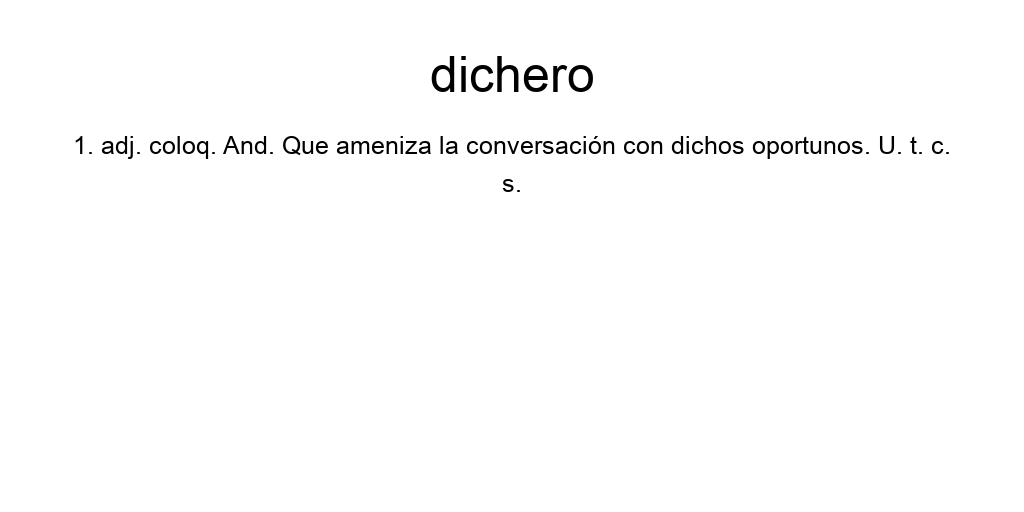 dichero
1. adj. coloq. And. Que ameniza la conversación con dichos oportunos. U. t. c.
s.